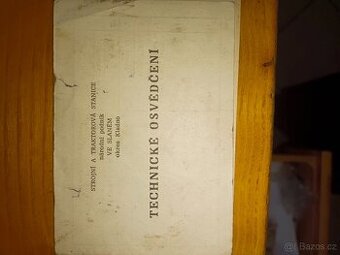 STROJNÍ A TRAKTOROVÁ STANICE
národní podnik
VE SLANÉM
okres Kladno
TECHNICKÉ OSVĚDČENÍ
Bazos.cz